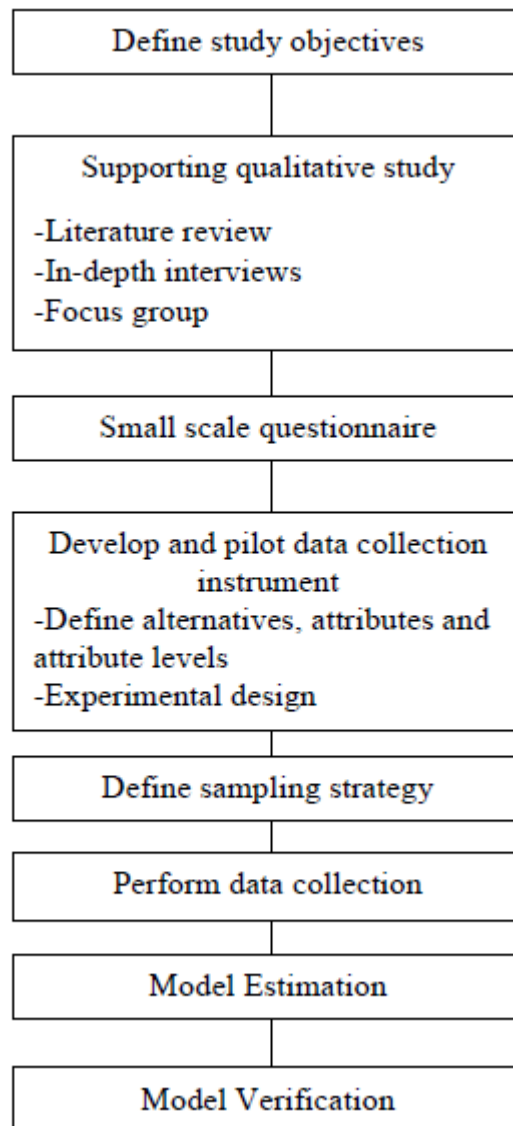 Define study objectives
Supporting qualitative study
-Literature review
-In-depth interviews
-Focus group
Small scale questionnaire
Develop and pilot data collection
instrument
-Define alternatives, attributes and
attribute levels
-Experimental design
Define sampling strategy
Perform data collection
Model Estimation
Model Verification